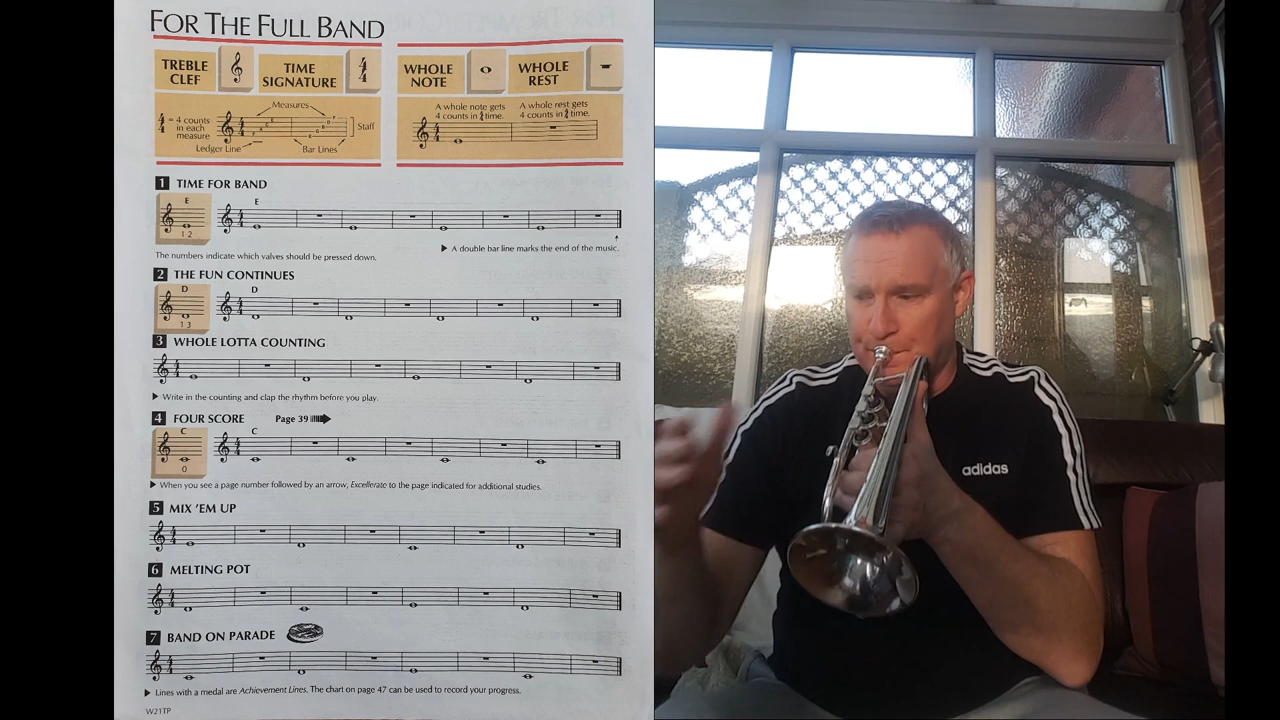 FOR THE FULL BAND
TREBLE
CLEF
TIME
SIGNATURE
4
4
WHOLE
NOTE
WHOLE
REST
4
4
= 4 counts
in each
measure
Measures
Staff
Ledger Line
Bar Lines
A whole note gets
4 counts in 4/4 time.
A whole rest gets
4 counts in 4/4 time.
1 TIME FOR BAND
E
1 2
E
The numbers indicate which valves should be pressed down.
▶ A double bar line marks the end of the music.
2 THE FUN CONTINUES
D
1 3
D
3 WHOLE LOTTA COUNTING
▶ Write in the counting and clap the rhythm before you play.
4 FOUR SCORE Page 39
C
0
C
▶ When you see a page number followed by an arrow, Excellerate to the page indicated for additional studies.
5 MIX 'EM UP
6 MELTING POT
7 BAND ON PARADE
▶ Lines with a medal are Achievement Lines. The chart on page 47 can be used to record your progress.
W21TP
adidas